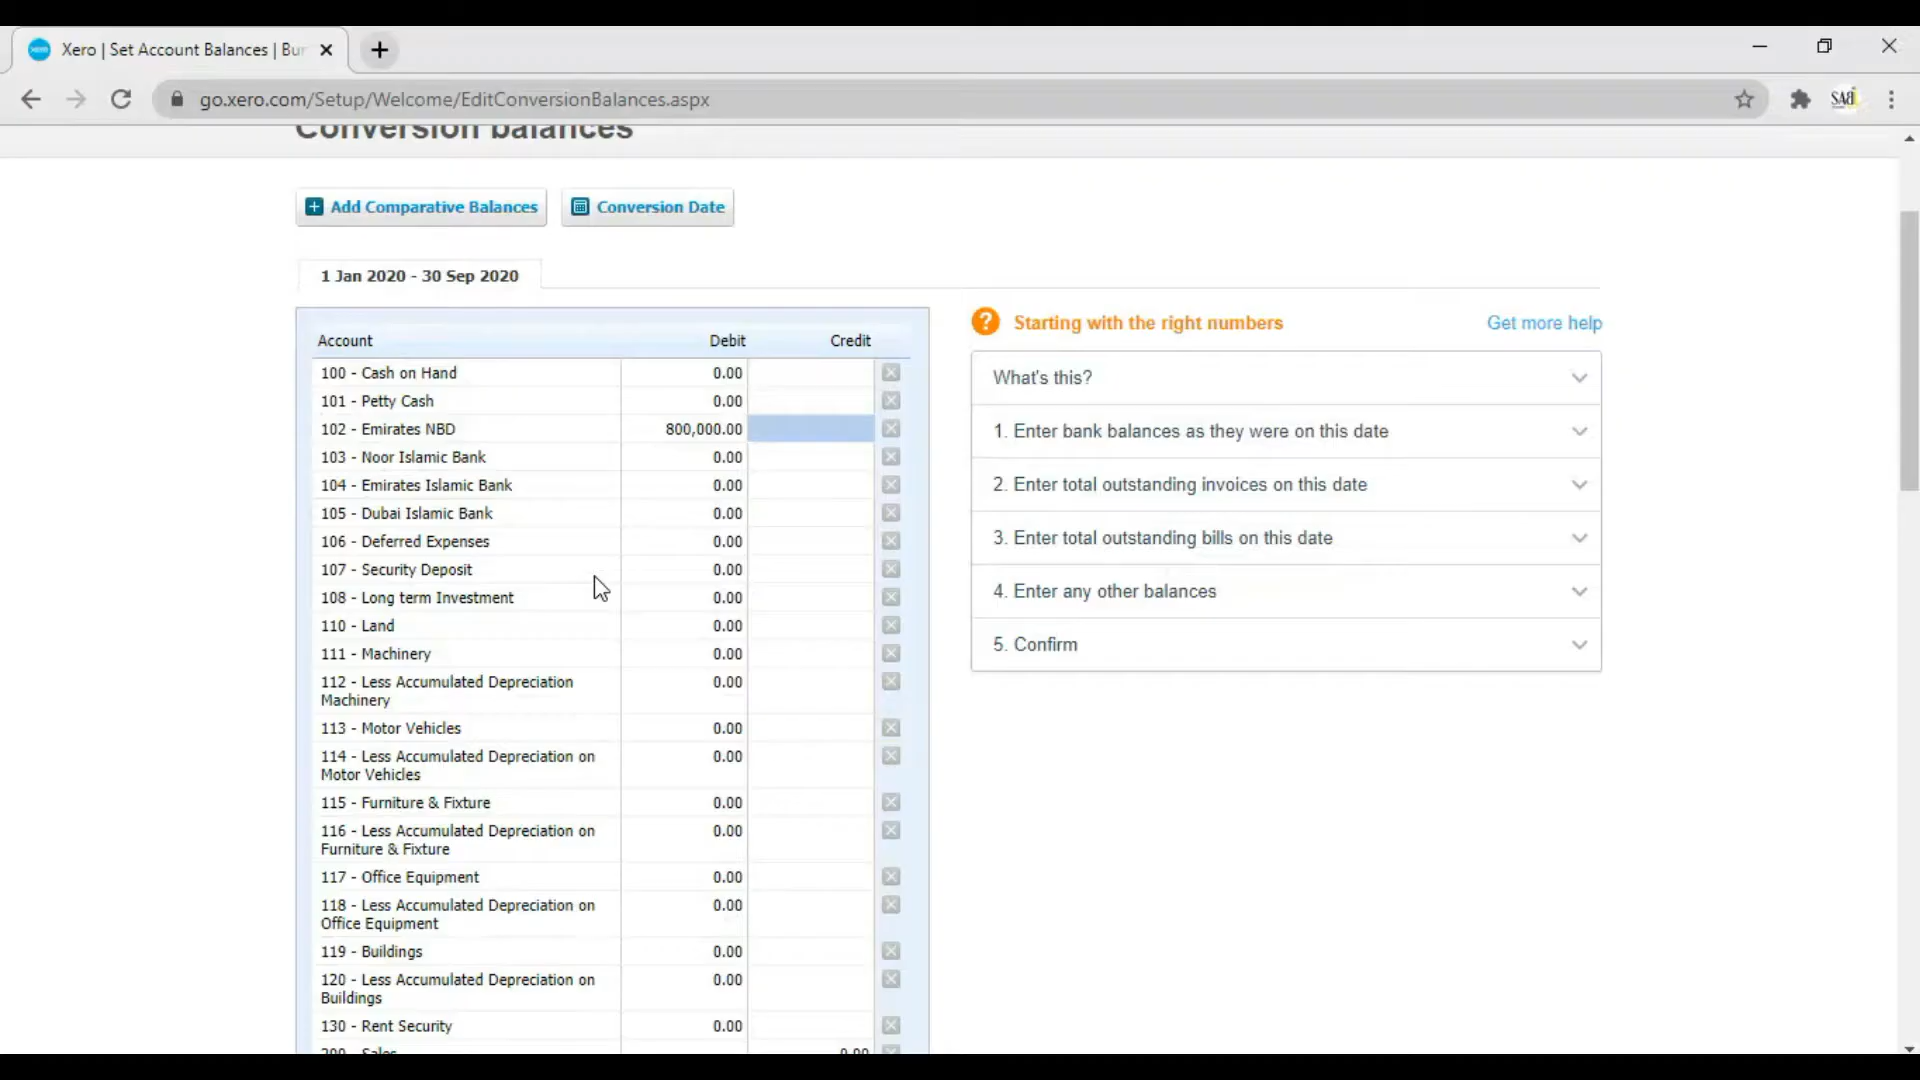 Xero | Set Account Balances | Bur
go.xero.com/Setup/Welcome/EditConversionBalances.aspx
Conversion balances
Add Comparative Balances
Conversion Date
1 Jan 2020 - 30 Sep 2020
Account Debit Credit
100 - Cash on Hand 0.00
101 - Petty Cash 0.00
102 - Emirates NBD 800,000.00
103 - Noor Islamic Bank 0.00
104 - Emirates Islamic Bank 0.00
105 - Dubai Islamic Bank 0.00
106 - Deferred Expenses 0.00
107 - Security Deposit 0.00
108 - Long term Investment 0.00
110 - Land 0.00
111 - Machinery 0.00
112 - Less Accumulated Depreciation 0.00
Machinery
113 - Motor Vehicles 0.00
114 - Less Accumulated Depreciation on 0.00
Motor Vehicles
115 - Furniture & Fixture 0.00
116 - Less Accumulated Depreciation on 0.00
Furniture & Fixture
117 - Office Equipment 0.00
118 - Less Accumulated Depreciation on 0.00
Office Equipment
119 - Buildings 0.00
120 - Less Accumulated Depreciation on 0.00
Buildings
130 - Rent Security 0.00
200 - Sales 0.00
? Starting with the right numbers
Get more help
What's this?
1. Enter bank balances as they were on this date
2. Enter total outstanding invoices on this date
3. Enter total outstanding bills on this date
4. Enter any other balances
5. Confirm